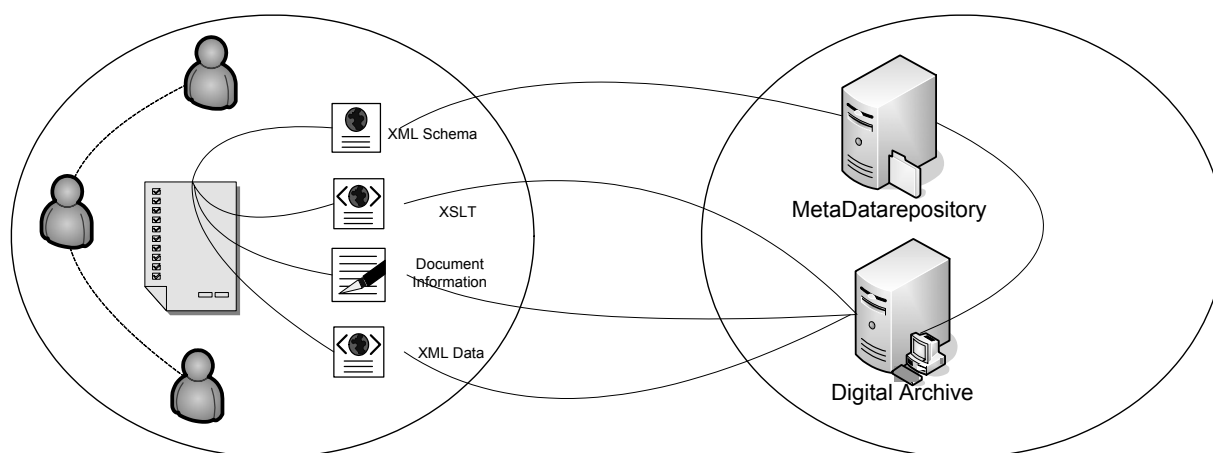 XML Schema
XSLT
Document
Information
XML Data
MetaDatarepository
Digital Archive